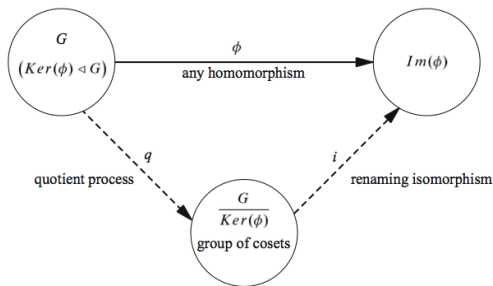 G
(Ker(ϕ) ◁ G)
ϕ
any homomorphism
Im(ϕ)
q
quotient process
i
renaming isomorphism
G
Ker(ϕ)
group of cosets